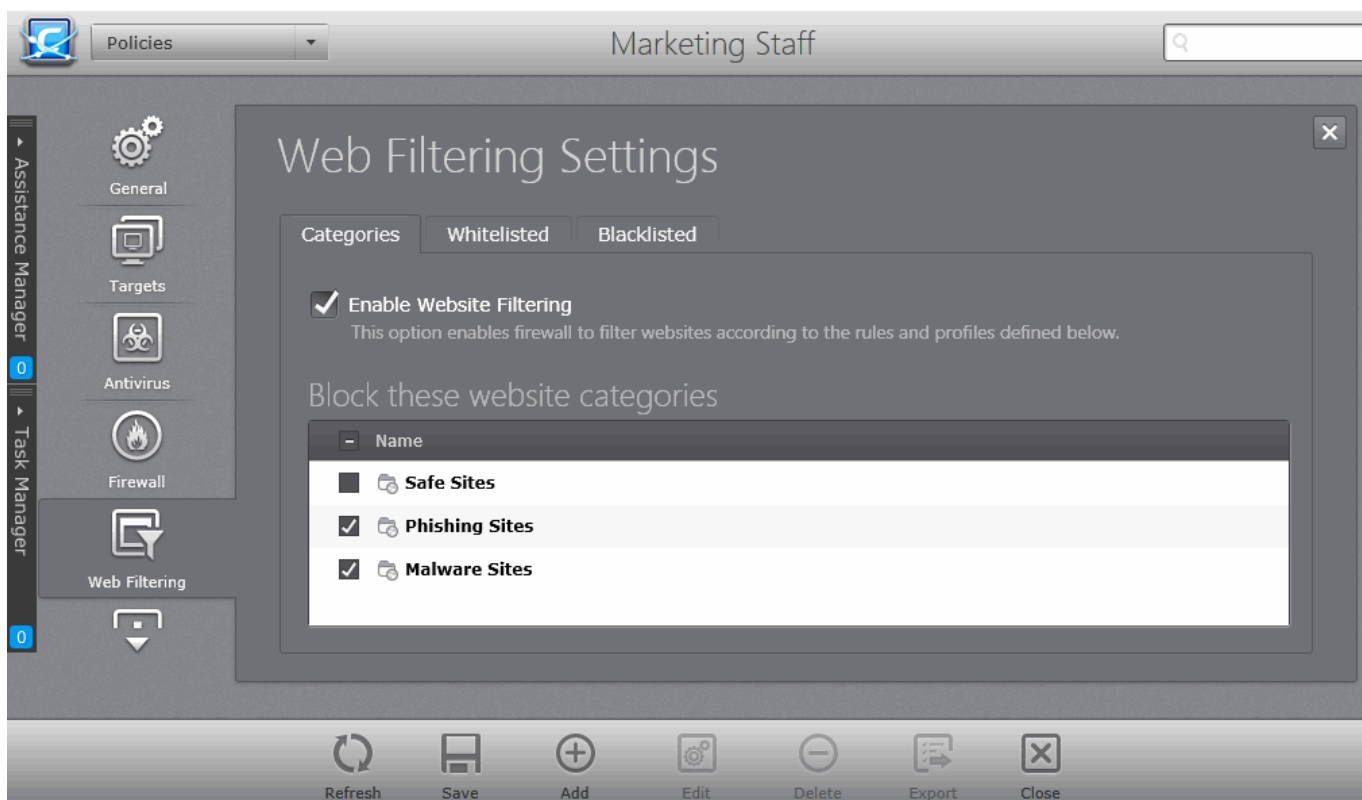 Policies
Marketing Staff
Assistance Manager
0
Task Manager
0
General
Targets
Antivirus
Firewall
Web Filtering
Web Filtering Settings
Categories
Whitelisted
Blacklisted
Enable Website Filtering
This option enables firewall to filter websites according to the rules and profiles defined below.
Block these website categories
Name
Safe Sites
Phishing Sites
Malware Sites
Refresh
Save
Add
Edit
Delete
Export
Close